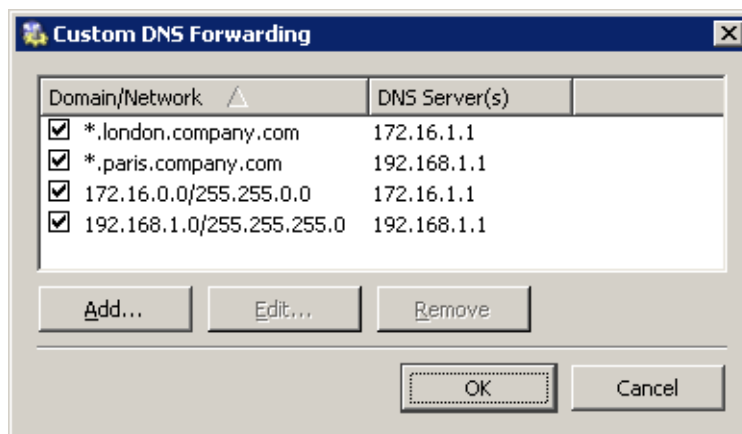 Custom DNS Forwarding
Domain/Network DNS Server(s)
*.london.company.com 172.16.1.1
*.paris.company.com 192.168.1.1
172.16.0.0/255.255.0.0 172.16.1.1
192.168.1.0/255.255.255.0 192.168.1.1
Add... Edit... Remove
OK Cancel